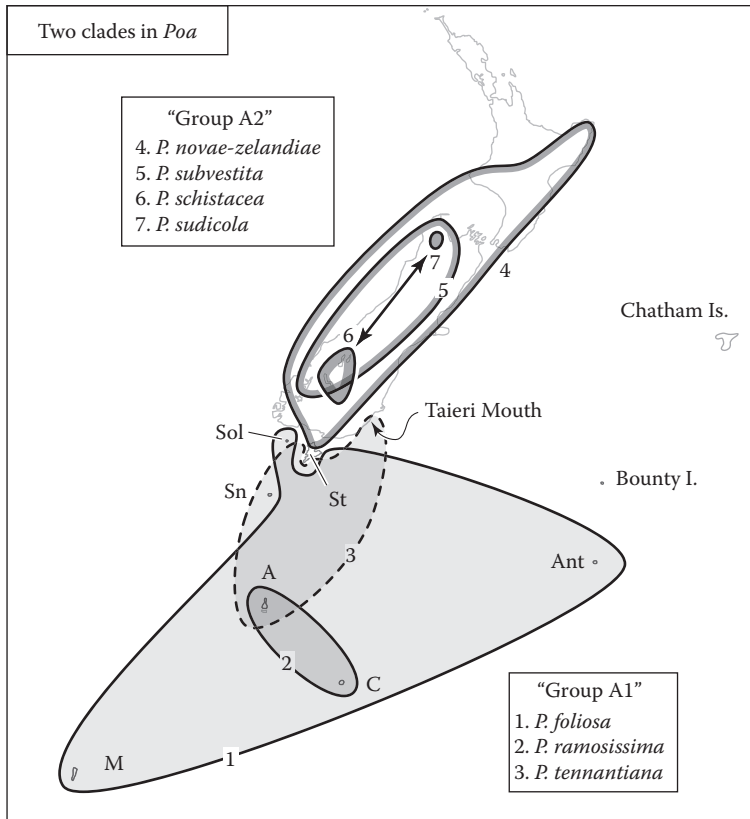 Two clades in Poa
“Group A2”
4. P. novae-zelandiae
5. P. subvestita
6. P. schistacea
7. P. sudicola
7
4
5
6
Chatham Is.
Taieri Mouth
Sol
Bounty I.
Sn
St
3
Ant
A
2
C
“Group A1”
1. P. foliosa
2. P. ramosissima
3. P. tennantiana
M
1